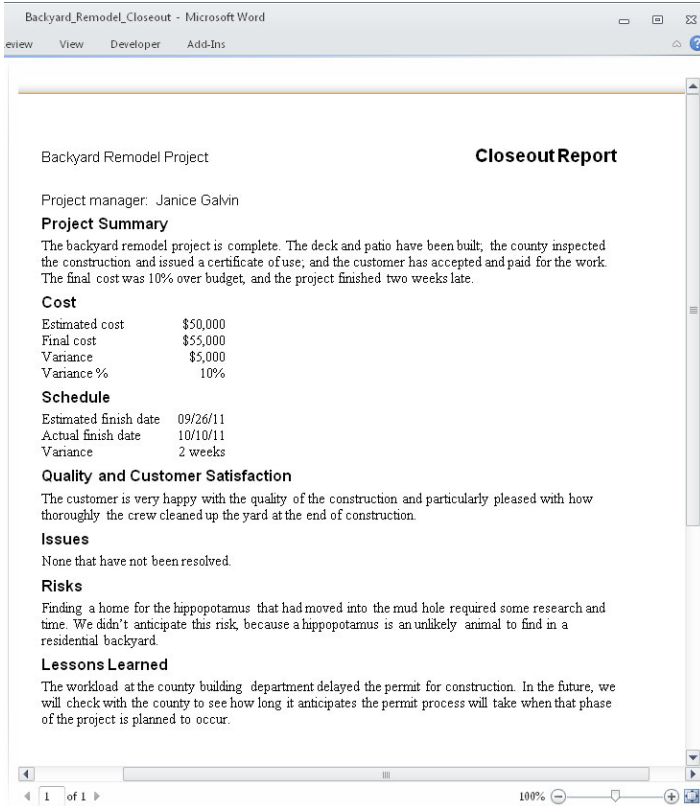 Backyard_Remodel_Closeout - Microsoft Word
eview View Developer Add-Ins
Backyard Remodel Project Closeout Report
Project manager: Janice Galvin
Project Summary
The backyard remodel project is complete. The deck and patio have been built; the county inspected
the construction and issued a certificate of use; and the customer has accepted and paid for the work.
The final cost was 10% over budget, and the project finished two weeks late.
Cost
Estimated cost $50,000
Final cost $55,000
Variance $5,000
Variance % 10%
Schedule
Estimated finish date 09/26/11
Actual finish date 10/10/11
Variance 2 weeks
Quality and Customer Satisfaction
The customer is very happy with the quality of the construction and particularly pleased with how
thoroughly the crew cleaned up the yard at the end of construction.
Issues
None that have not been resolved.
Risks
Finding a home for the hippopotamus that had moved into the mud hole required some research and
time. We didn't anticipate this risk, because a hippopotamus is an unlikely animal to find in a
residential backyard.
Lessons Learned
The workload at the county building department delayed the permit for construction. In the future, we
will check with the county to see how long it anticipates the permit process will take when that phase
of the project is planned to occur.
1 of 1 100%